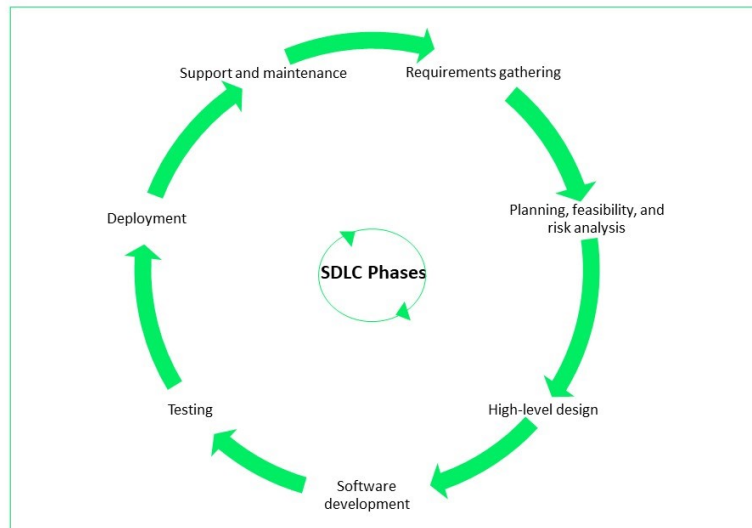 Support and maintenance
Requirements gathering
Planning, feasibility, and
risk analysis
Deployment
SDLC Phases
High-level design
Testing
Software
development